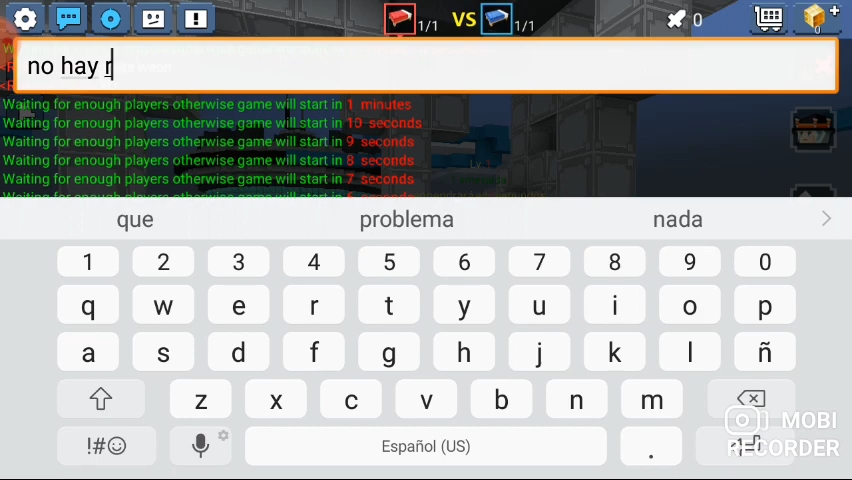 1/1 VS 1/1 0
0
no hay r
Waiting for enough players otherwise game will start in 1 minutes
Waiting for enough players otherwise game will start in 10 seconds
Waiting for enough players otherwise game will start in 9 seconds
Waiting for enough players otherwise game will start in 8 seconds
Waiting for enough players otherwise game will start in 7 seconds
que problema nada
1 2 3 4 5 6 7 8 9 0
q w e r t y u i o p
a s d f g h j k l ñ
z x c v b n m
!#☺ Español (US) .
MOBI
RECORDER